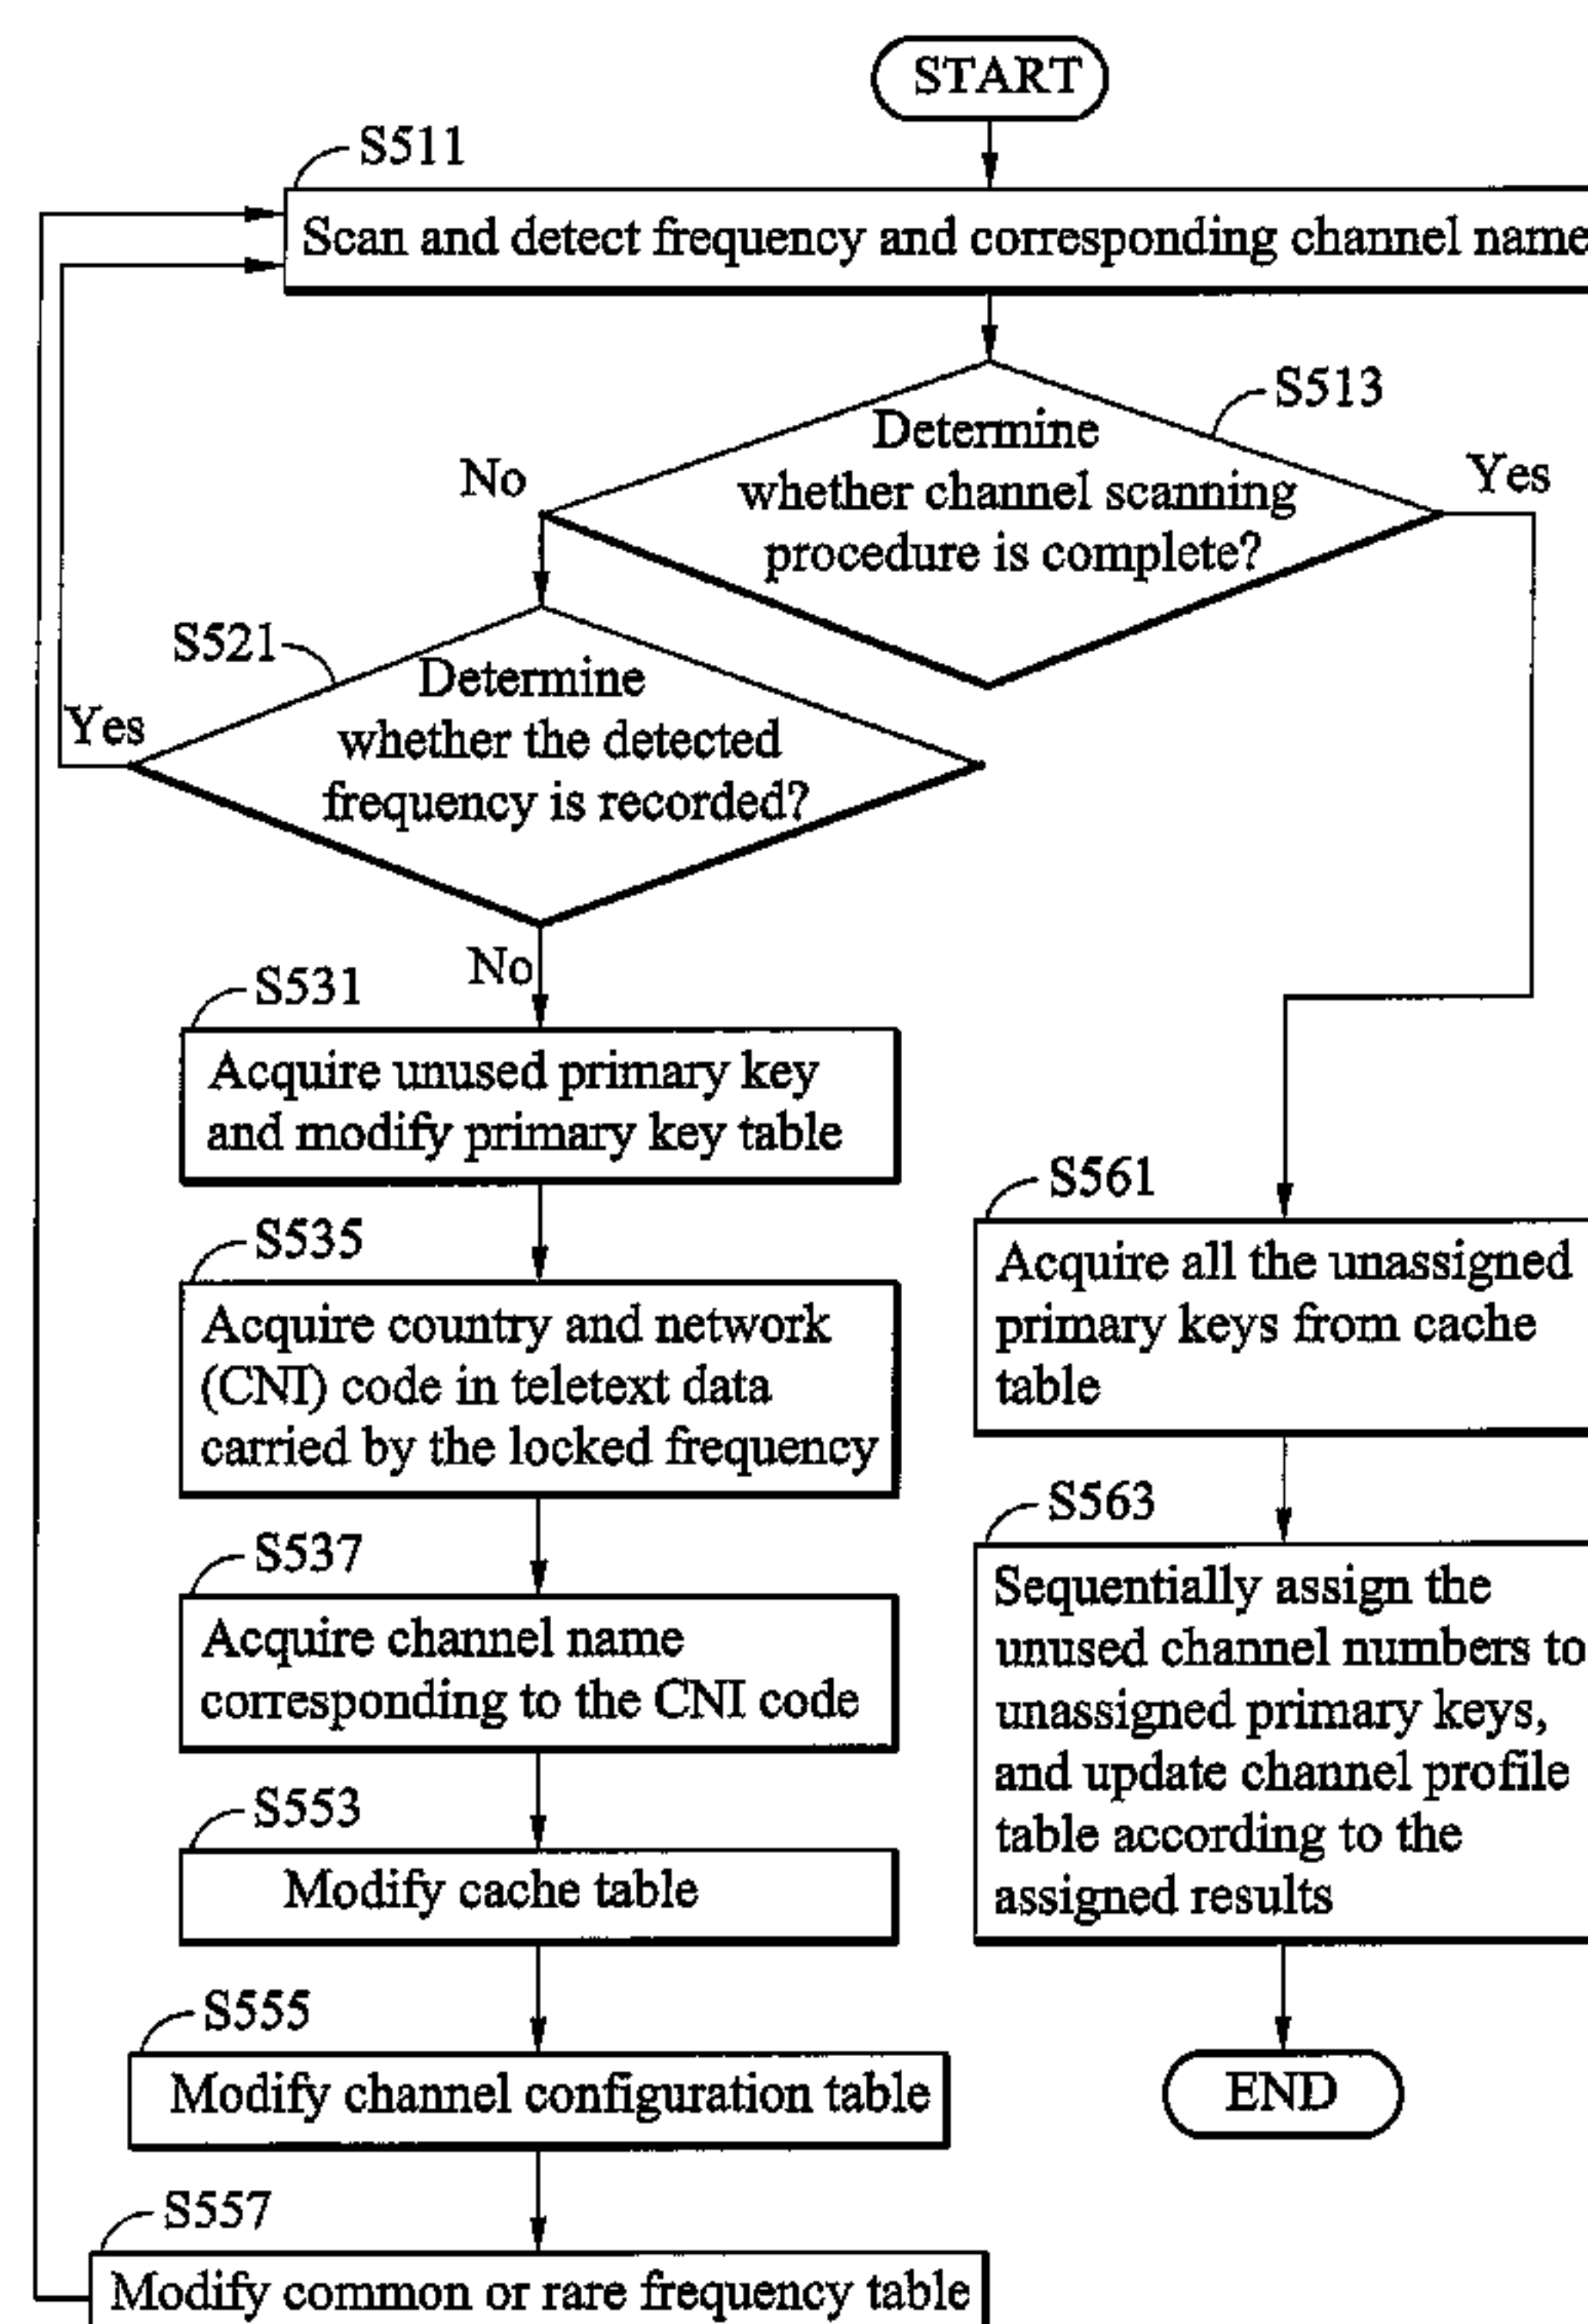 START
S511
Scan and detect frequency and corresponding channel name
S513
Determine
whether channel scanning
procedure is complete?
No
Yes
S521
Determine
whether the detected
frequency is recorded?
Yes
No
S531
Acquire unused primary key
and modify primary key table
S535
Acquire country and network
(CNI) code in teletext data
carried by the locked frequency
S537
Acquire channel name
corresponding to the CNI code
S553
Modify cache table
S555
Modify channel configuration table
S557
Modify common or rare frequency table
S561
Acquire all the unassigned
primary keys from cache
table
S563
Sequentially assign the
unused channel numbers to
unassigned primary keys,
and update channel profile
table according to the
assigned results
END